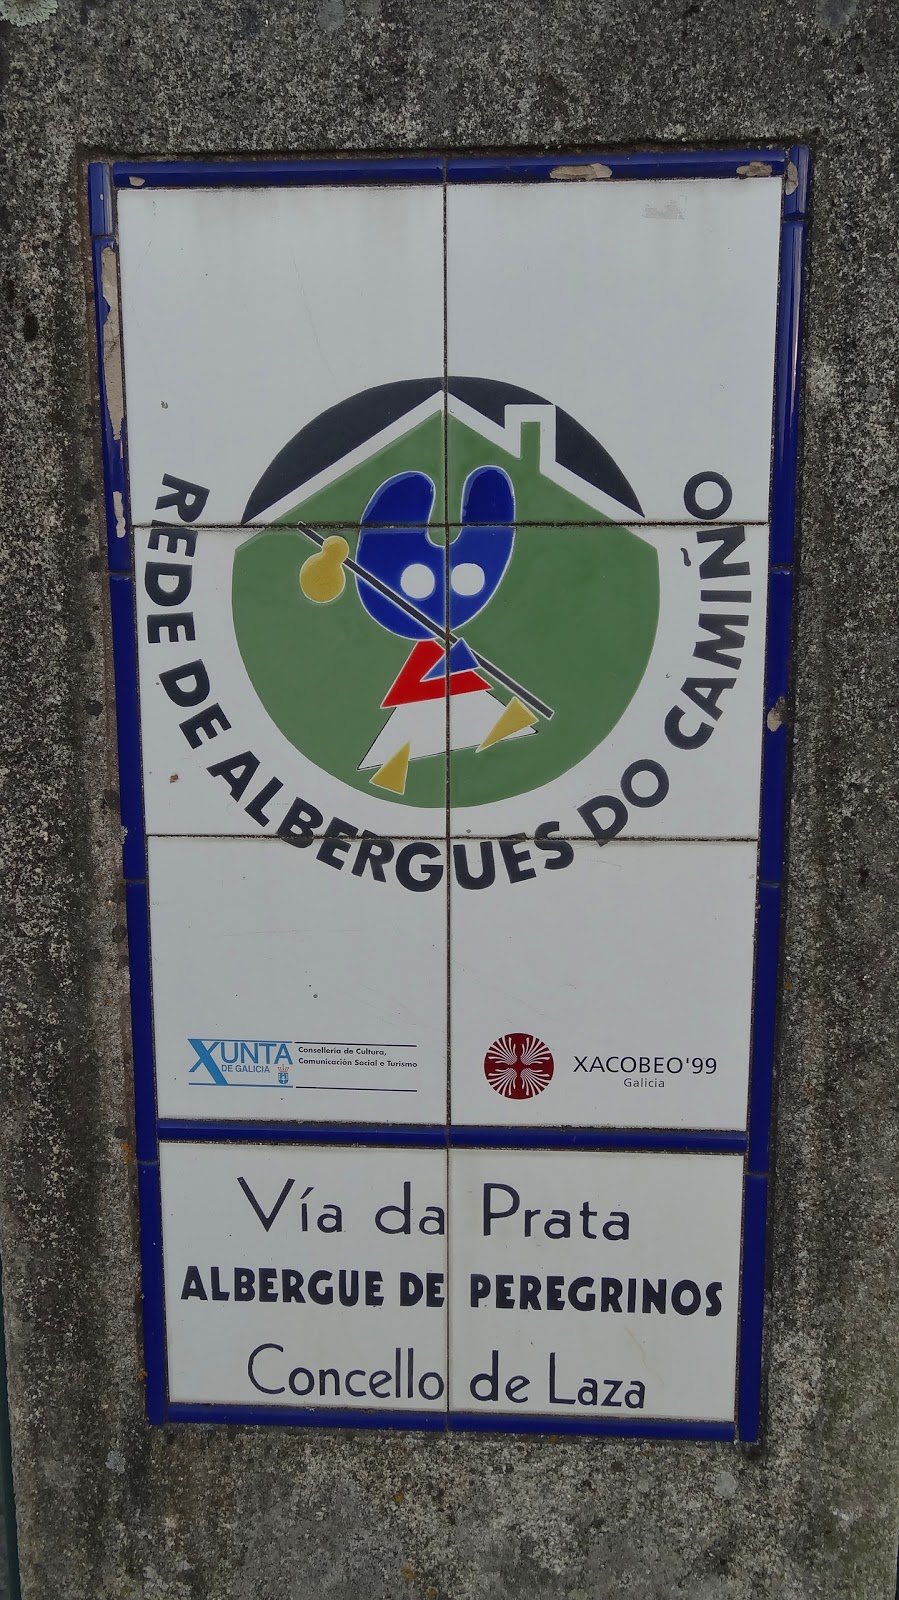 REDE DE ALBERGUES DO CAMIÑO
XUNTA
DE GALICIA
Consellería de Cultura,
Comunicación Social e Turismo
XACOBEO'99
Galicia
Vía da Prata
ALBERGUE DE PEREGRINOS
Concello de Laza